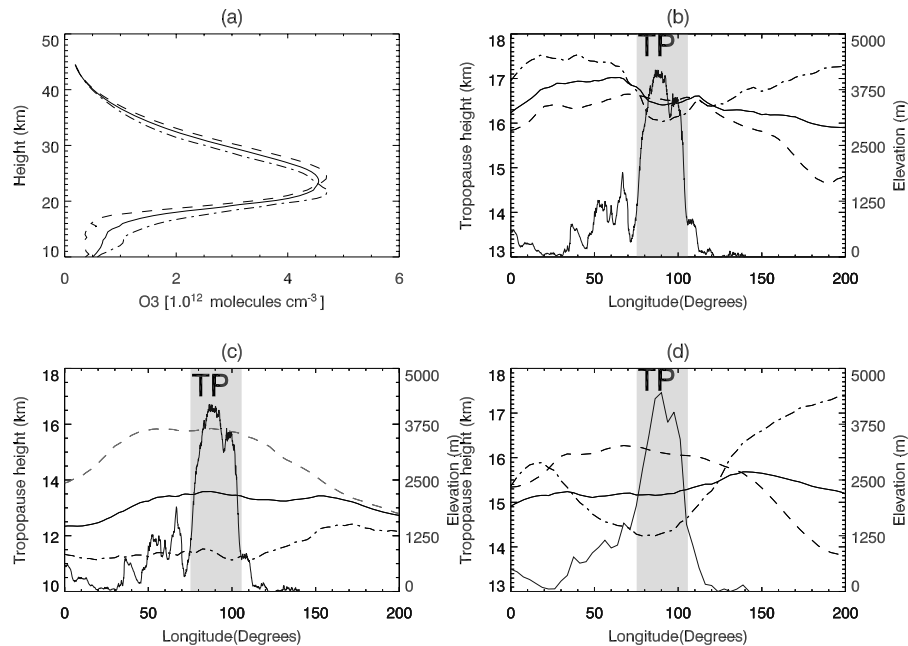 (a)
50
40
30
20
10
Height (km)
0 2 4 6
O3 [1.0¹² molecules cm⁻³]
(b)
TP
18
17
16
15
14
13
Tropopause height (km)
5000
3750
2500
1250
0
Elevation (m)
0 50 100 150 200
Longitude(Degrees)
(c)
TP
18
16
14
12
10
Tropopause height (km)
5000
3750
2500
1250
0
Elevation (m)
0 50 100 150 200
Longitude(Degrees)
(d)
TP
18
17
16
15
14
13
Tropopause height (km)
5000
3750
2500
1250
0
Elevation (m)
0 50 100 150 200
Longitude(Degrees)